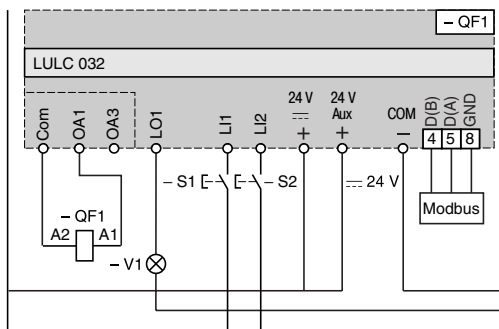 – QF1
LULC 032
Com OA1 OA3 LO1 LI1 LI2 24 V + 24 V Aux + COM – D(B) D(A) GND
4 5 8
– S1 – S2 24 V
Modbus
– QF1
A2 A1
– V1